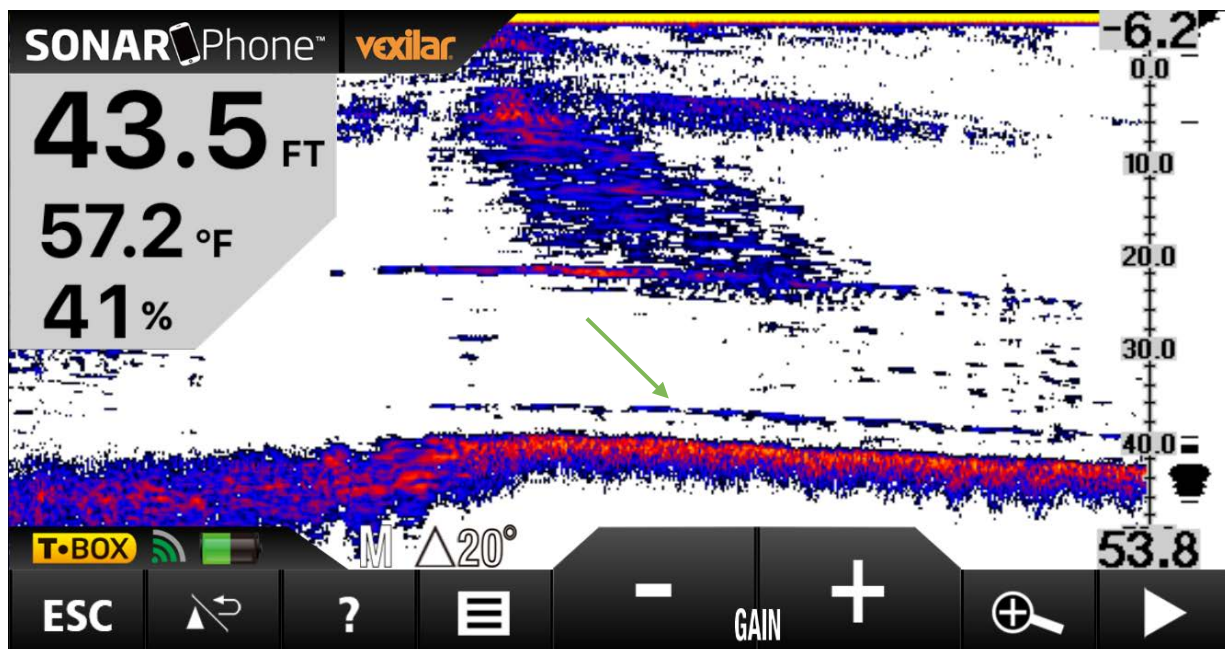 SONAR Phone™ vexilar.
43.5 FT
57.2 °F
41 %
-6.2
0.0
10.0
20.0
30.0
40.0
53.8
T•BOX
M △20°
ESC
?
- GAIN +